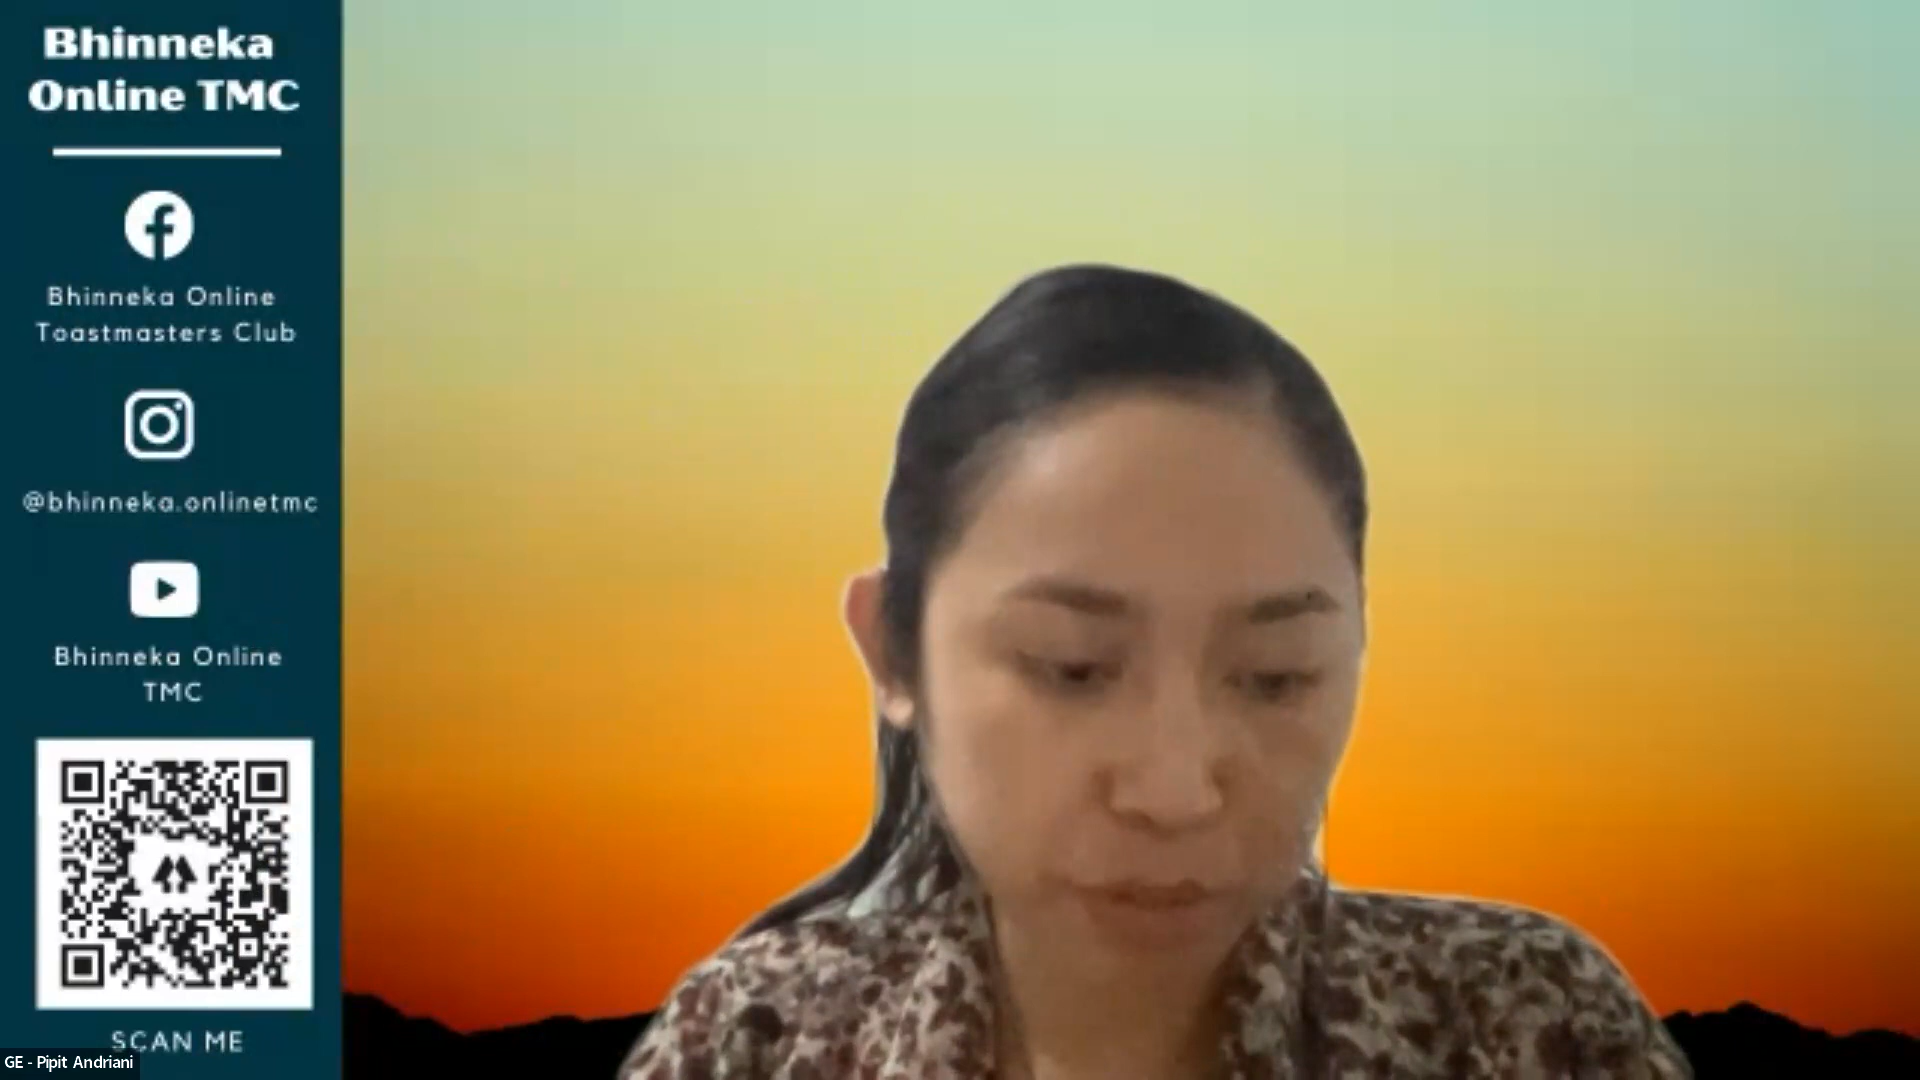 Bhinneka
Online TMC
Bhinneka Online
Toastmasters Club
@bhinneka.onlinetmc
Bhinneka Online
TMC
SCAN ME
GE - Pipit Andriani